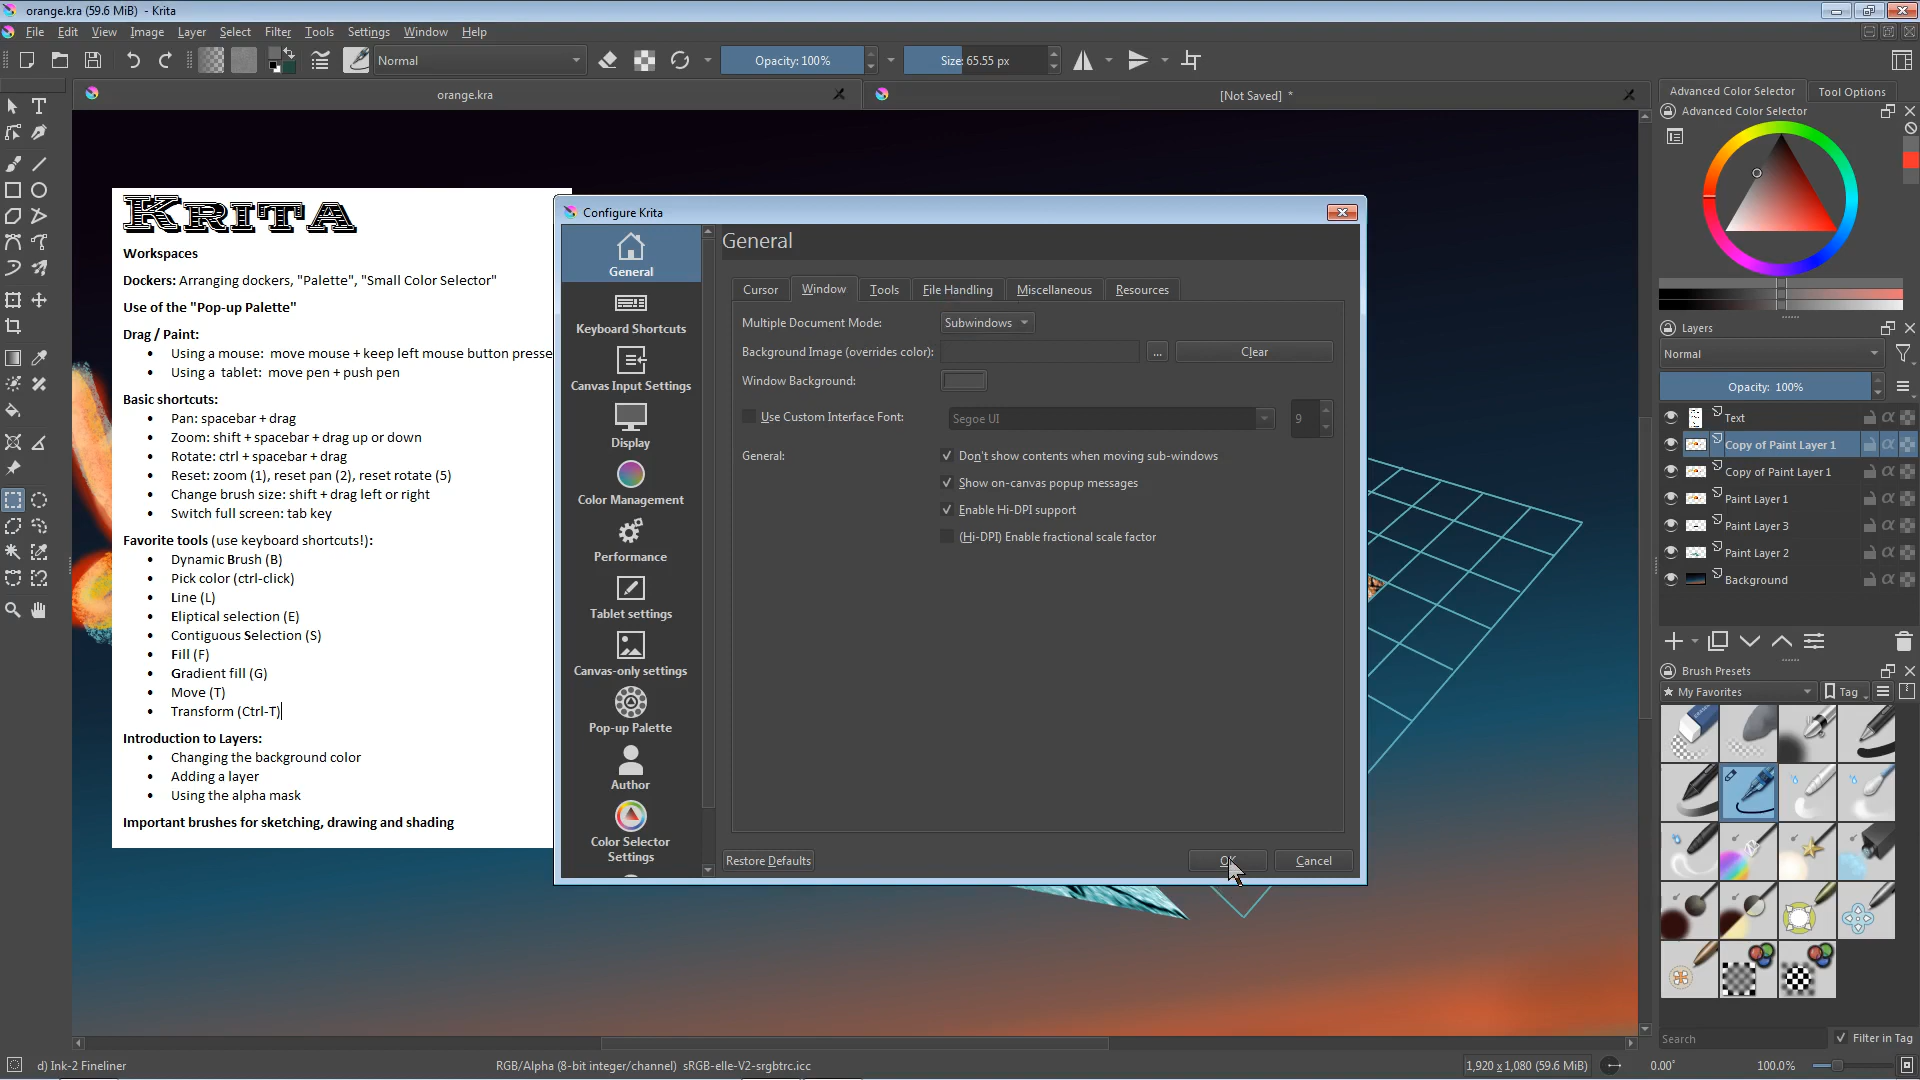 orange.kra (59.6 MiB) - Krita
File Edit View Image Layer Select Filter Tools Settings Window Help
Normal
Opacity: 100%
Size: 65.55 px
orange.kra
[Not Saved] *
KRITA
Workspaces
Dockers: Arranging dockers, "Palette", "Small Color Selector"
Use of the "Pop-up Palette"
Drag / Paint:
• Using a mouse: move mouse + keep left mouse button presse
• Using a tablet: move pen + push pen
Basic shortcuts:
• Pan: spacebar + drag
• Zoom: shift + spacebar + drag up or down
• Rotate: ctrl + spacebar + drag
• Reset: zoom (1), reset pan (2), reset rotate (5)
• Change brush size: shift + drag left or right
• Switch full screen: tab key
Favorite tools (use keyboard shortcuts!):
• Dynamic Brush (B)
• Pick color (ctrl-click)
• Line (L)
• Eliptical selection (E)
• Contiguous Selection (S)
• Fill (F)
• Gradient fill (G)
• Move (T)
• Transform (Ctrl-T)
Introduction to Layers:
• Changing the background color
• Adding a layer
• Using the alpha mask
Important brushes for sketching, drawing and shading
Configure Krita
General
Keyboard Shortcuts
Canvas Input Settings
Display
Color Management
Performance
Tablet settings
Canvas-only settings
Pop-up Palette
Author
Color Selector
Settings
General
Cursor Window Tools File Handling Miscellaneous Resources
Multiple Document Mode: Subwindows
Background Image (overrides color): ... Clear
Window Background:
Use Custom Interface Font: Segoe UI 9
General: Don't show contents when moving sub-windows
Show on-canvas popup messages
Enable Hi-DPI support
(Hi-DPI) Enable fractional scale factor
Restore Defaults OK Cancel
Advanced Color Selector Tool Options
Advanced Color Selector
Layers
Normal
Opacity: 100%
Text
Copy of Paint Layer 1
Copy of Paint Layer 1
Paint Layer 1
Paint Layer 3
Paint Layer 2
Background
Brush Presets
My Favorites Tag
Search Filter in Tag
d) Ink-2 Fineliner
RGB/Alpha (8-bit integer/channel) sRGB-elle-V2-srgbtrc.icc
1,920 x 1,080 (59.6 MiB)
0.00°
100.0%